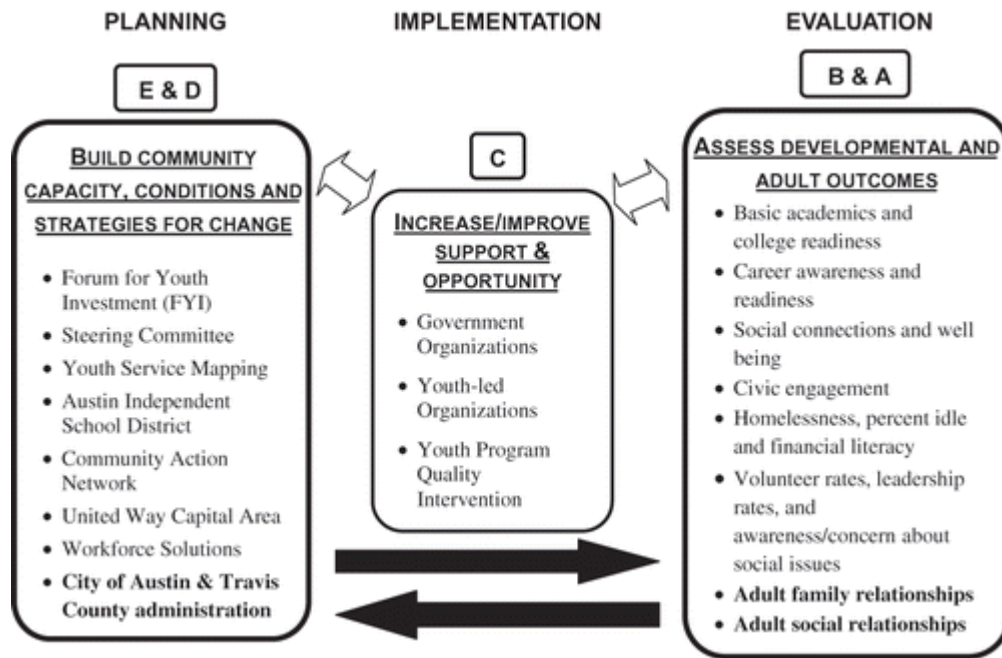 PLANNING
IMPLEMENTATION
EVALUATION
E & D
BUILD COMMUNITY
CAPACITY, CONDITIONS AND
STRATEGIES FOR CHANGE
• Forum for Youth
Investment (FYI)
• Steering Committee
• Youth Service Mapping
• Austin Independent
School District
• Community Action
Network
• United Way Capital Area
• Workforce Solutions
• City of Austin & Travis
County administration
C
INCREASE/IMPROVE
SUPPORT &
OPPORTUNITY
• Government
Organizations
• Youth-led
Organizations
• Youth Program
Quality
Intervention
B & A
ASSESS DEVELOPMENTAL AND
ADULT OUTCOMES
• Basic academics and
college readiness
• Career awareness and
readiness
• Social connections and well
being
• Civic engagement
• Homelessness, percent idle
and financial literacy
• Volunteer rates, leadership
rates, and
awareness/concern about
social issues
• Adult family relationships
• Adult social relationships